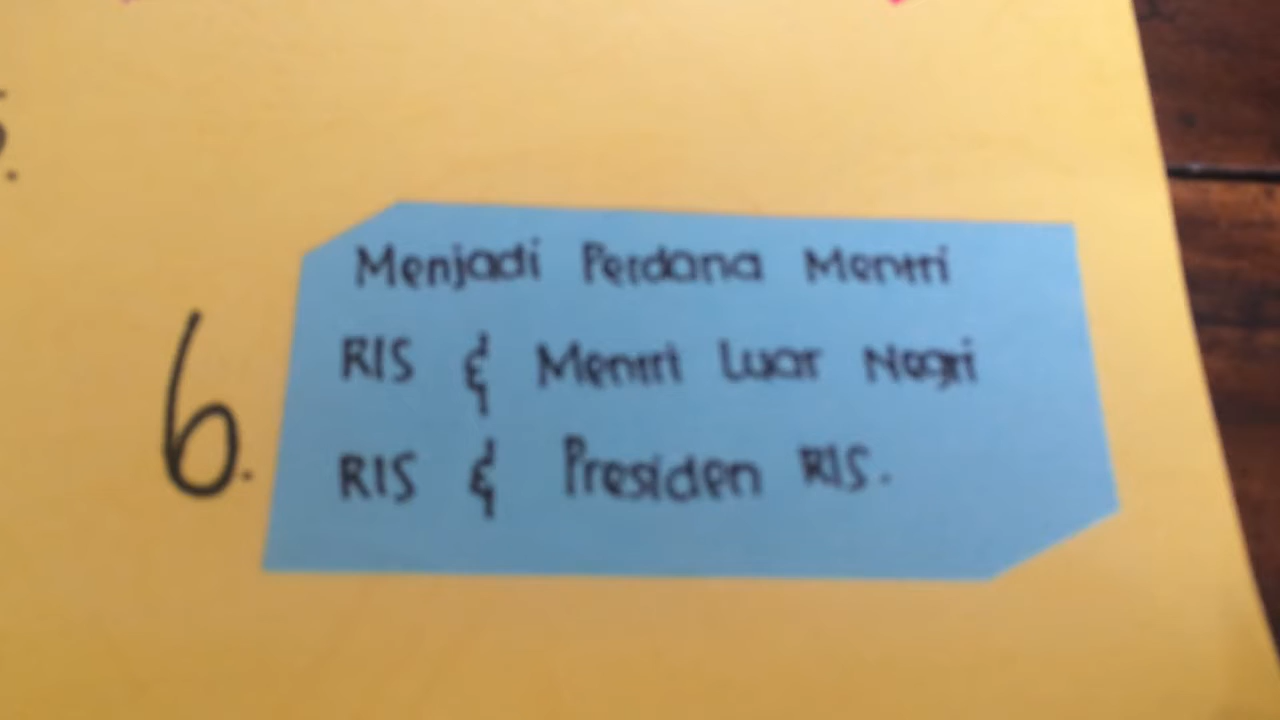 Menjadi Perdana Mentri
6. RIS & Mentri Luar Negri
RIS & Presiden RIS.